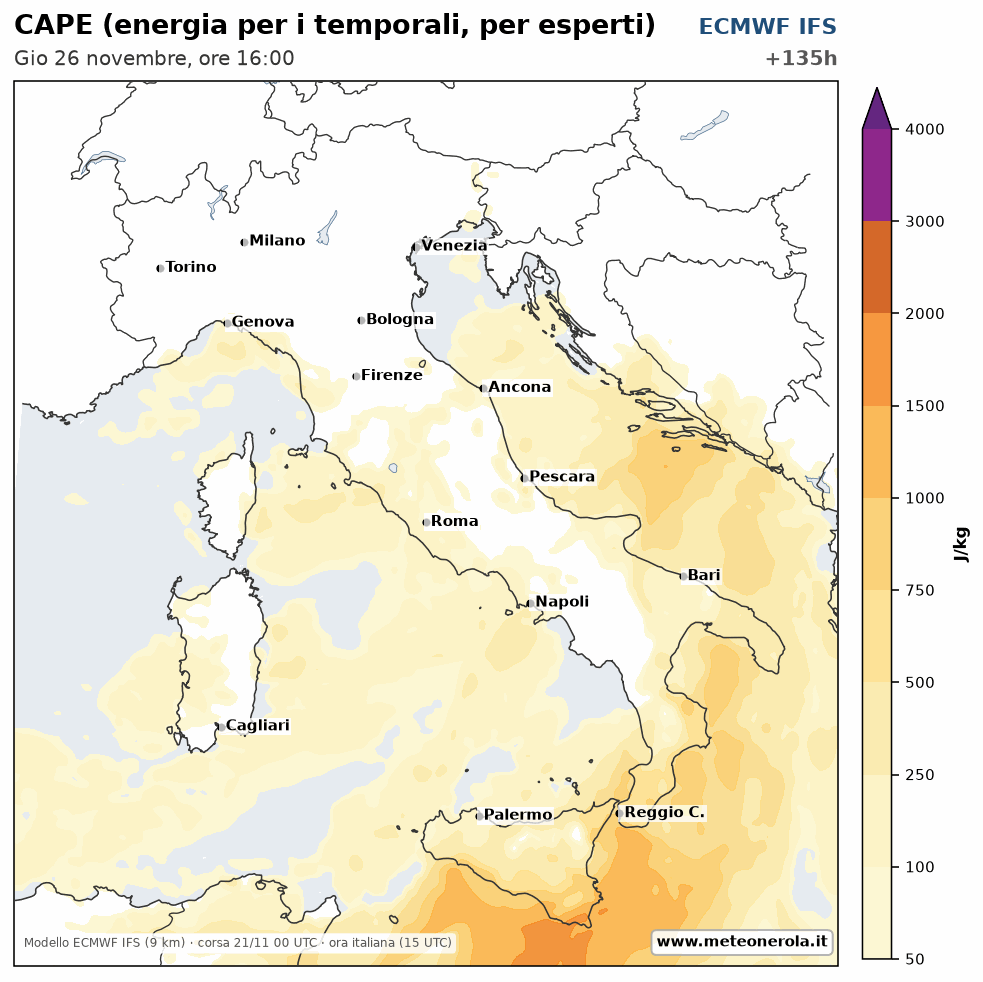 CAPE (energia per i temporali, per esperti)
ECMWF IFS
Gio 26 novembre, ore 16:00
+135h
Milano
Venezia
Torino
Genova
Bologna
Firenze
Ancona
Pescara
Roma
Bari
Napoli
Cagliari
Palermo
Reggio C.
4000
3000
2000
1500
1000
750
500
250
100
50
J/kg
Modello ECMWF IFS (9 km) · corsa 21/11 00 UTC · ora italiana (15 UTC)
www.meteonerola.it